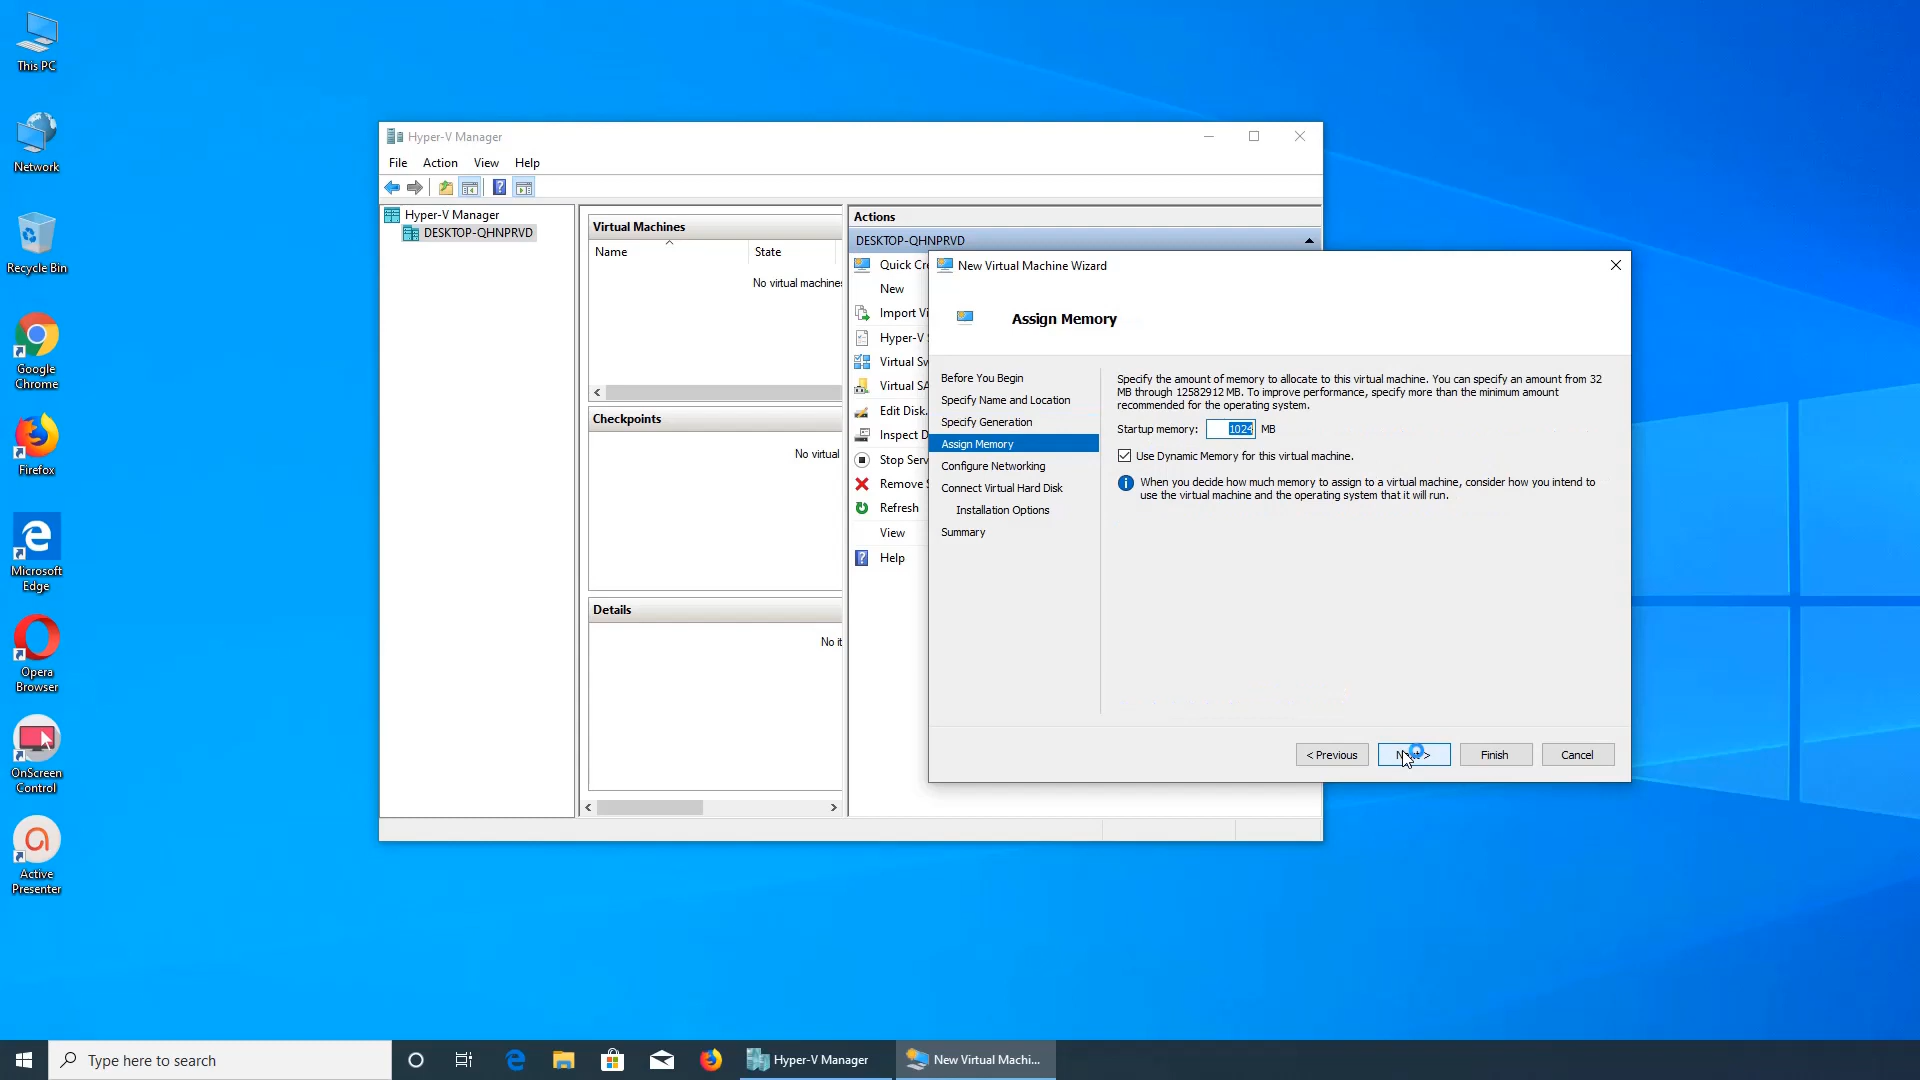 This PC
Network
Recycle Bin
Google
Chrome
Firefox
Microsoft
Edge
Opera
Browser
OnScreen
Control
Active
Presenter
Hyper-V Manager
File Action View Help
Hyper-V Manager
DESKTOP-QHNPRVD
Virtual Machines
Name State
No virtual machines
Checkpoints
No virtual
Details
No it
Actions
DESKTOP-QHNPRVD
Quick Cr
New
Import Vi
Hyper-V S
Virtual Sw
Virtual SA
Edit Disk.
Inspect D
Stop Serv
Remove S
Refresh
View
Help
New Virtual Machine Wizard
Assign Memory
Before You Begin
Specify Name and Location
Specify Generation
Assign Memory
Configure Networking
Connect Virtual Hard Disk
Installation Options
Summary
Specify the amount of memory to allocate to this virtual machine. You can specify an amount from 32
MB through 12582912 MB. To improve performance, specify more than the minimum amount
recommended for the operating system.
Startup memory: 1024 MB
Use Dynamic Memory for this virtual machine.
When you decide how much memory to assign to a virtual machine, consider how you intend to
use the virtual machine and the operating system that it will run.
< Previous
Finish
Cancel
Type here to search
Hyper-V Manager
New Virtual Machi...